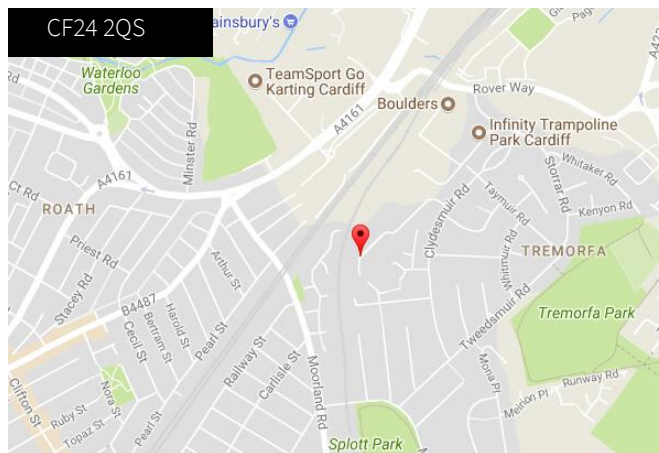 CF24 2QS
ainsbury's
Waterloo
Gardens
TeamSport Go
Karting Cardiff
Boulders
Rover Way
Infinity Trampoline
Park Cardiff
A4161
Minster Rd
A4161
Ct Rd
ROATH
Priest Rd
Stacey Rd
B4487
Arthur St
Harold St
Bertram St
Cecil St
Pearl St
Railway St
Carlisle St
Moorland Rd
Clifton St
Nora St
Ruby St
Topaz St
Pearl St
Splott Park
Clydesmuir Rd
Taymuir Rd
Whitmuir Rd
Storrar Rd
Whitaker Rd
Kenyon Rd
TREMORFA
Tremorfa Park
Tweedsmuir Rd
Mona Pl
Runway Rd
Meirion Pl